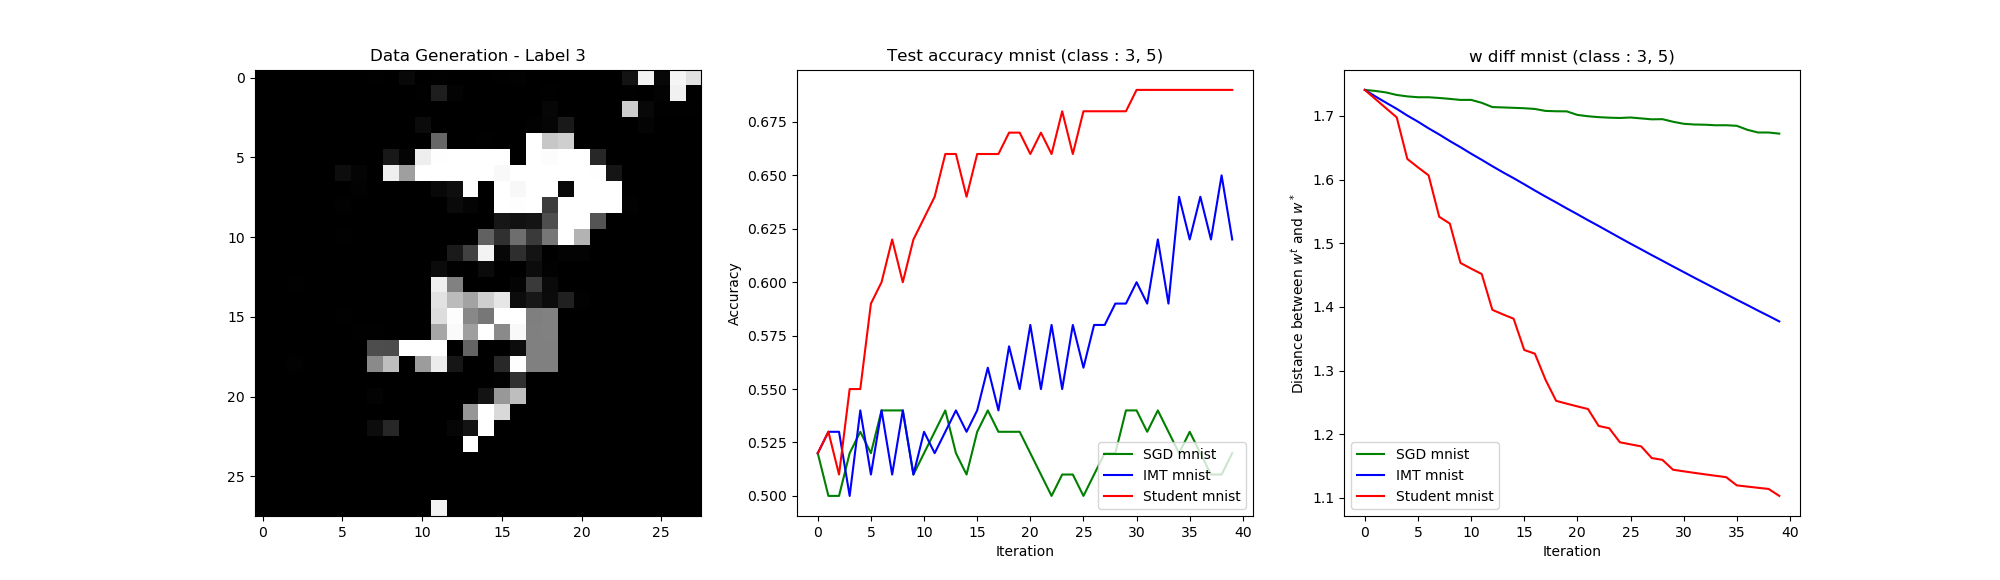 Data Generation - Label 3
0
5
10
15
20
25
0 5 10 15 20 25
Test accuracy mnist (class : 3, 5)
Accuracy
0.675
0.650
0.625
0.600
0.575
0.550
0.525
0.500
SGD mnist
IMT mnist
Student mnist
0 5 10 15 20 25 30 35 40
Iteration
w diff mnist (class : 3, 5)
Distance between w^t and w^*
1.7
1.6
1.5
1.4
1.3
1.2
1.1
SGD mnist
IMT mnist
Student mnist
0 5 10 15 20 25 30 35 40
Iteration